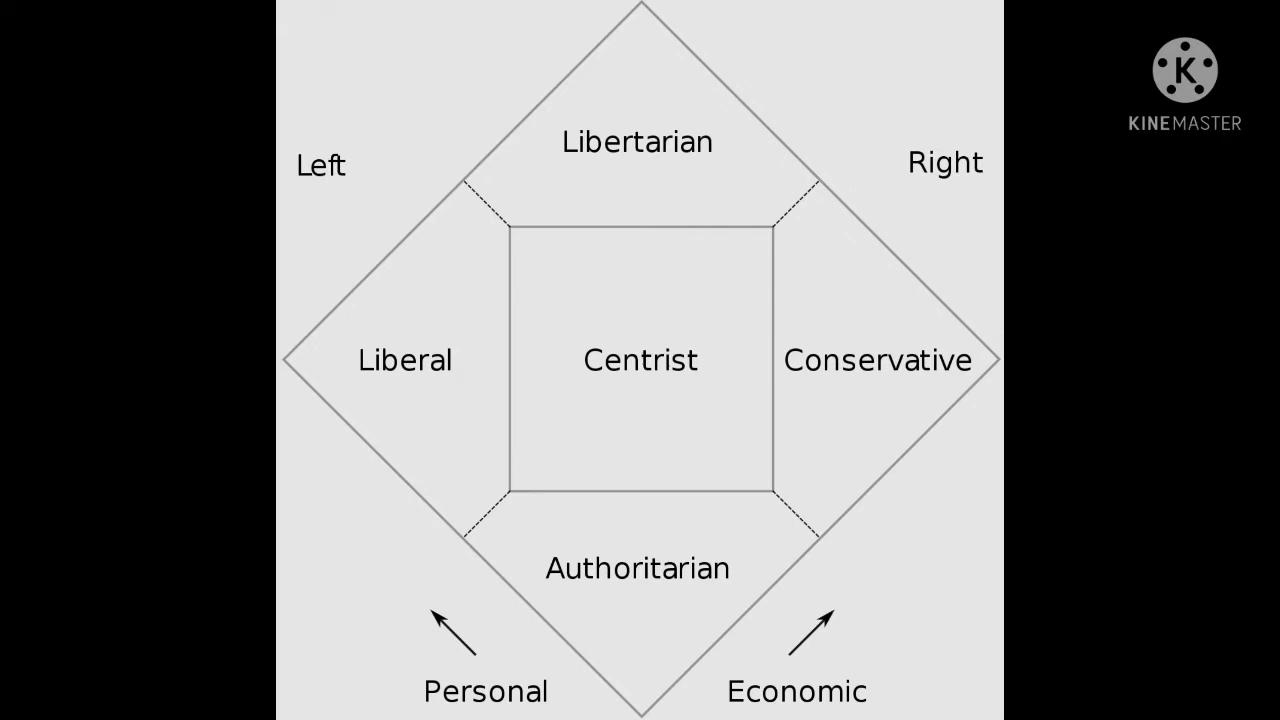 Libertarian
Left
Right
Liberal
Centrist
Conservative
Authoritarian
Personal
Economic
K
KINEMASTER